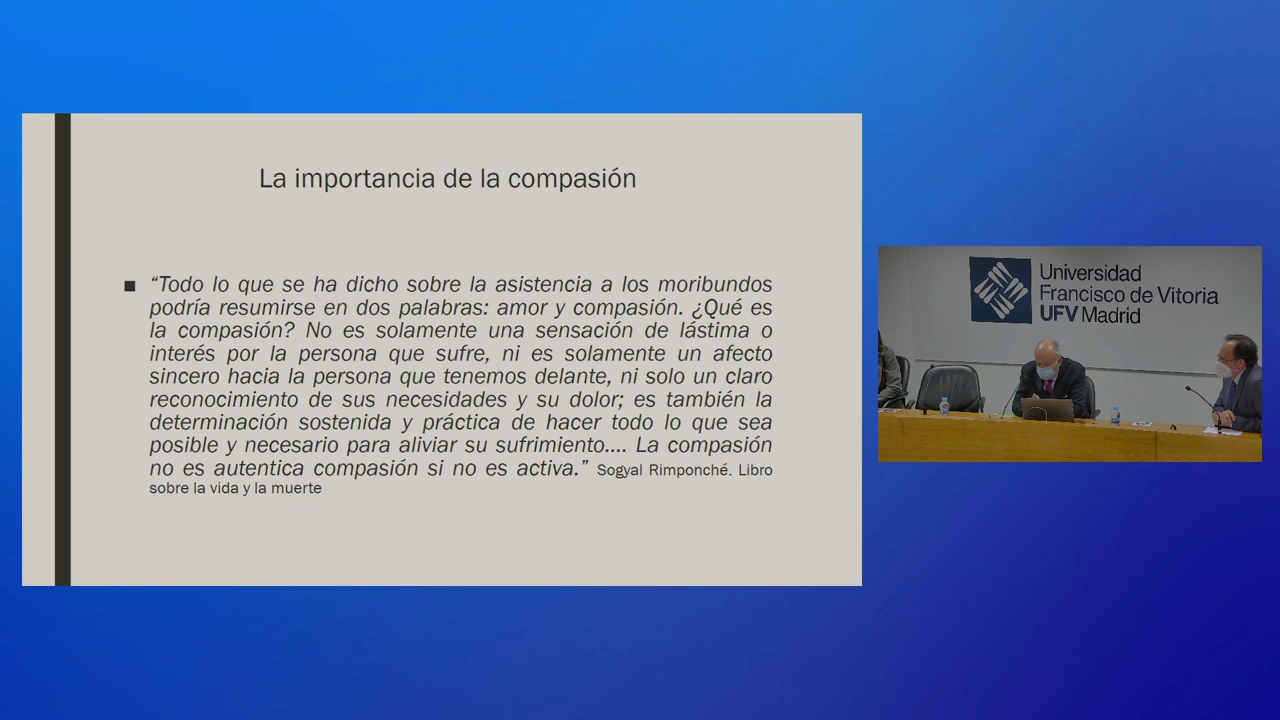 La importancia de la compasión
■ “Todo lo que se ha dicho sobre la asistencia a los moribundos
podría resumirse en dos palabras: amor y compasión. ¿Qué es
la compasión? No es solamente una sensación de lástima o
interés por la persona que sufre, ni es solamente un afecto
sincero hacia la persona que tenemos delante, ni solo un claro
reconocimiento de sus necesidades y su dolor; es también la
determinación sostenida y práctica de hacer todo lo que sea
posible y necesario para aliviar su sufrimiento.... La compasión
no es autentica compasión si no es activa.” Sogyal Rimponché. Libro
sobre la vida y la muerte
Universidad
Francisco de Vitoria
UFV Madrid